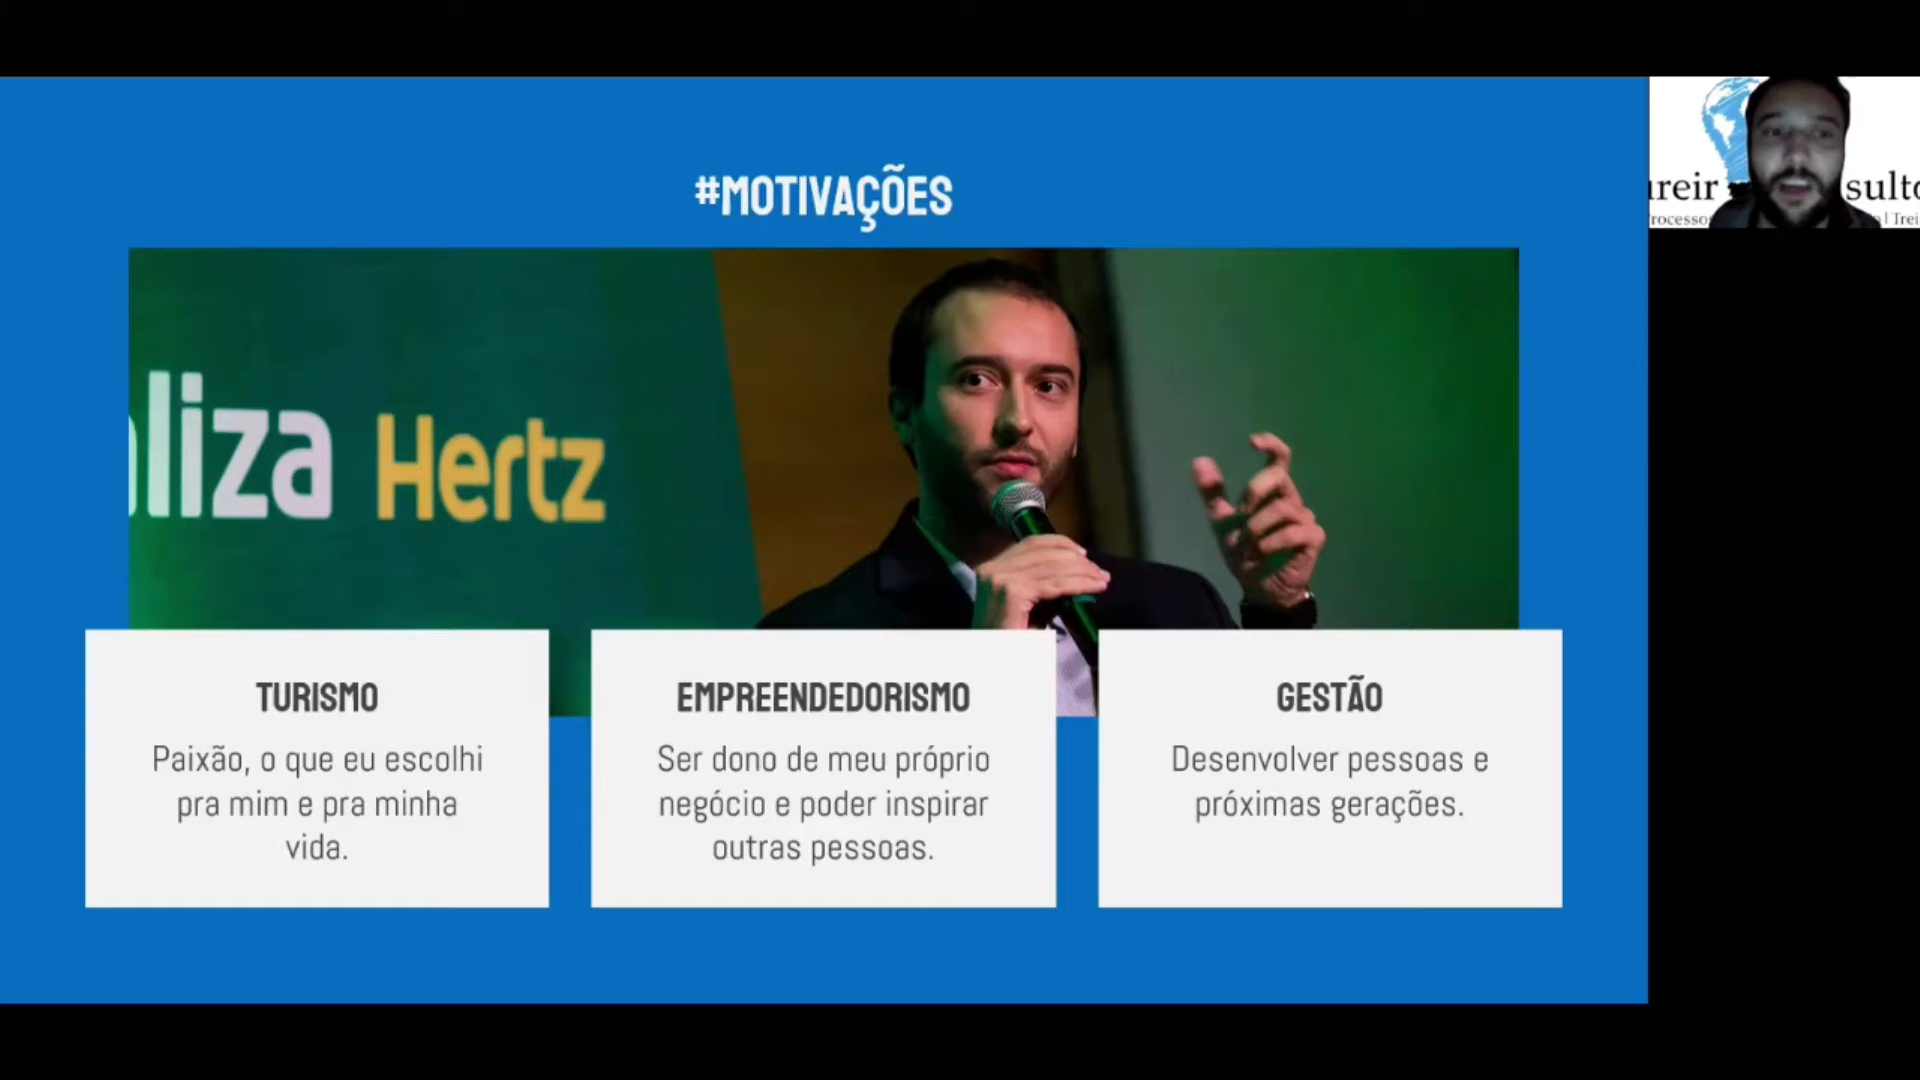 #MOTIVAÇÕES
aliza Hertz
TURISMO
Paixão, o que eu escolhi
pra mim e pra minha
vida.
EMPREENDEDORISMO
Ser dono de meu próprio
negócio e poder inspirar
outras pessoas.
GESTÃO
Desenvolver pessoas e
próximas gerações.